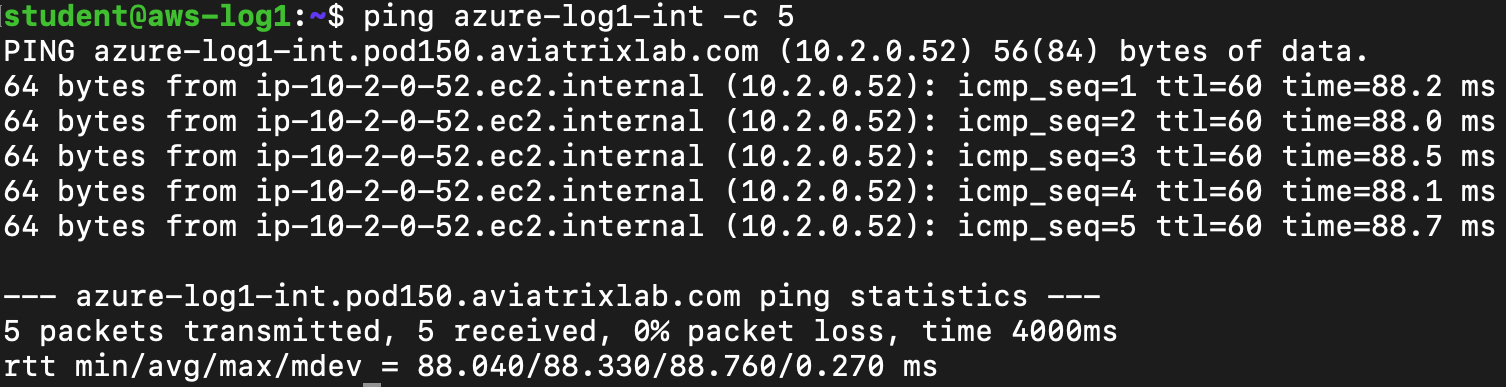 student@aws-log1:~$ ping azure-log1-int -c 5
PING azure-log1-int.pod150.aviatrixlab.com (10.2.0.52) 56(84) bytes of data.
64 bytes from ip-10-2-0-52.ec2.internal (10.2.0.52): icmp_seq=1 ttl=60 time=88.2 ms
64 bytes from ip-10-2-0-52.ec2.internal (10.2.0.52): icmp_seq=2 ttl=60 time=88.0 ms
64 bytes from ip-10-2-0-52.ec2.internal (10.2.0.52): icmp_seq=3 ttl=60 time=88.5 ms
64 bytes from ip-10-2-0-52.ec2.internal (10.2.0.52): icmp_seq=4 ttl=60 time=88.1 ms
64 bytes from ip-10-2-0-52.ec2.internal (10.2.0.52): icmp_seq=5 ttl=60 time=88.7 ms

--- azure-log1-int.pod150.aviatrixlab.com ping statistics ---
5 packets transmitted, 5 received, 0% packet loss, time 4000ms
rtt min/avg/max/mdev = 88.040/88.330/88.760/0.270 ms